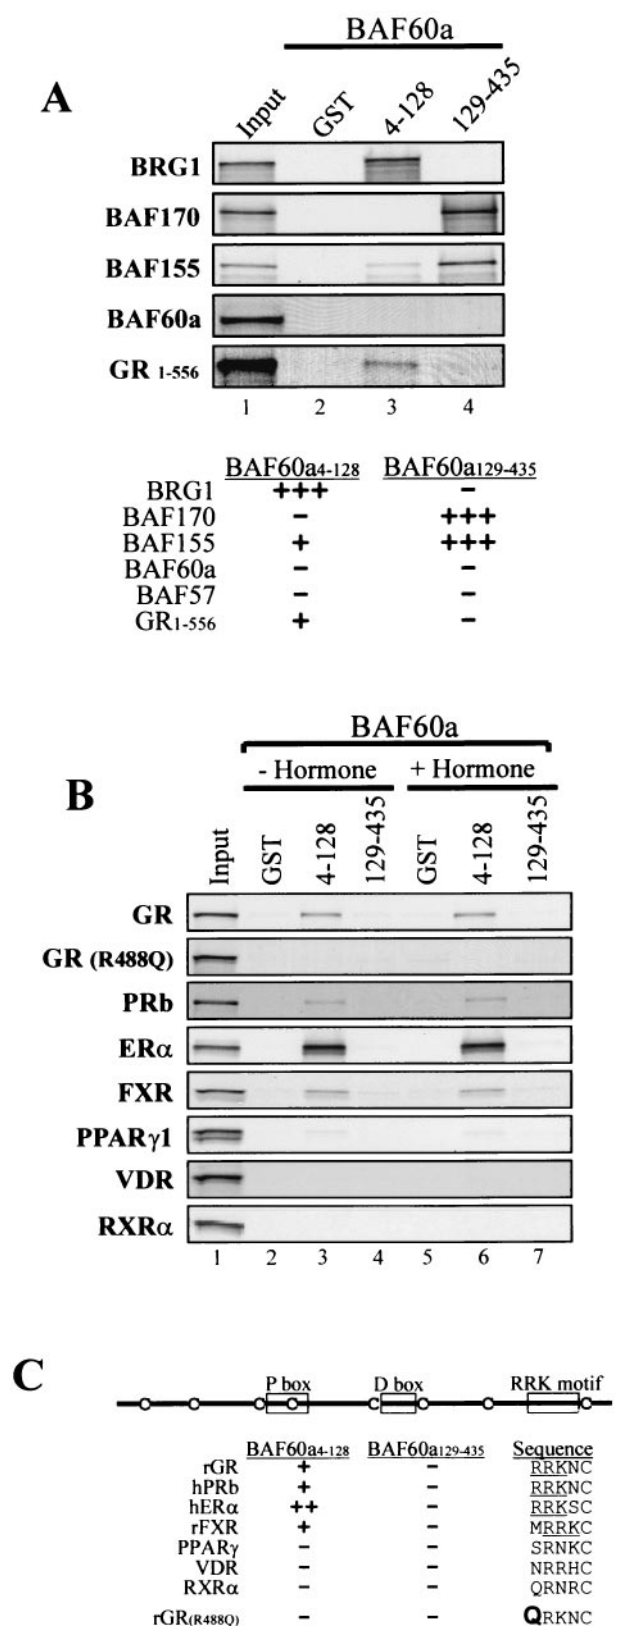 BAF60a
A
Input GST 4-128 129-435
BRG1
BAF170
BAF155
BAF60a
GR 1-556
1 2 3 4
BAF60a4-128 BAF60a129-435
BRG1 +++ -
BAF170 - +++
BAF155 + +++
BAF60a - -
BAF57 - -
GR1-556 + -
BAF60a
- Hormone + Hormone
B
Input GST 4-128 129-435 GST 4-128 129-435
GR
GR (R488Q)
PRb
ERα
FXR
PPARγ1
VDR
RXRα
1 2 3 4 5 6 7
C
P box D box RRK motif
BAF60a4-128 BAF60a129-435 Sequence
rGR + - RRKNC
hPRb + - RRKNC
hERα ++ - RRKSC
rFXR + - MRRKC
PPARγ - - SRNKC
VDR - - NRRHC
RXRα - - QRNRC
rGR(R488Q) - - QRKNC